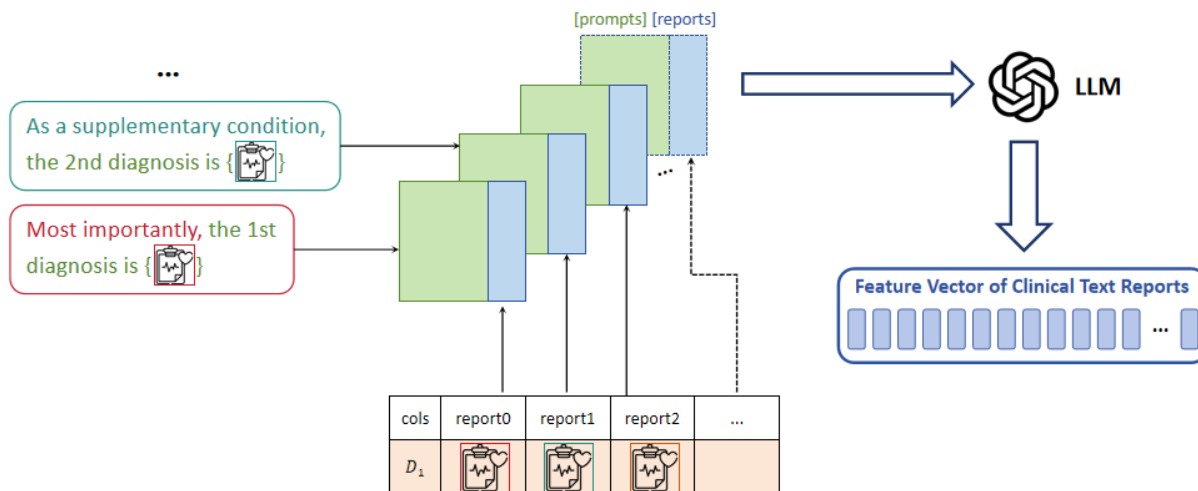 [prompts] [reports]
...
As a supplementary condition,
the 2nd diagnosis is { }
Most importantly, the 1st
diagnosis is { }
...
LLM
Feature Vector of Clinical Text Reports
...
cols report0 report1 report2 ...
D₁